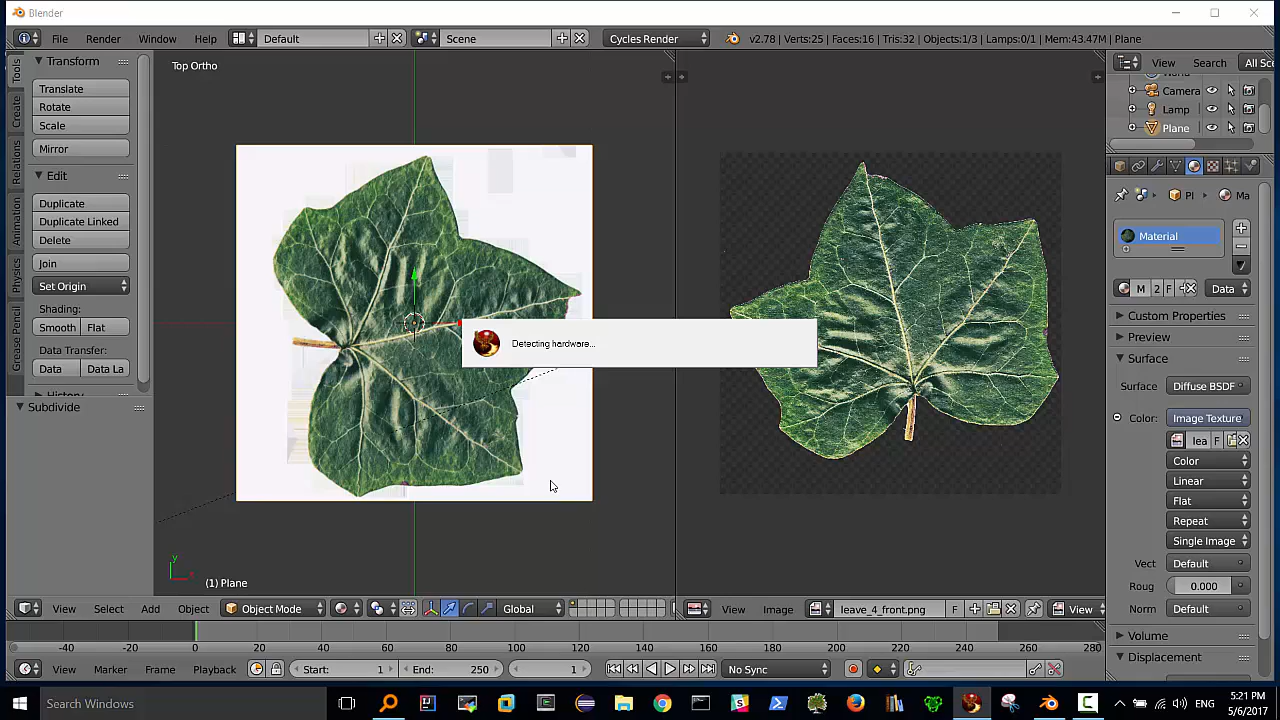 Blender
File Render Window Help Default Scene Cycles Render v2.78 | Verts:25 | Faces:16 | Tris:32 | Objects:1/3 | Lamps:0/1 | Mem:43.47M | Plane
Tools
Create
Relations
Animation
Physics
Grease Pencil
Transform
Translate
Rotate
Scale
Mirror
Edit
Duplicate
Duplicate Linked
Delete
Join
Set Origin
Shading:
Smooth Flat
Data Transfer:
Data Data La
Subdivide
Top Ortho
Detecting hardware...
y
(1) Plane
View Select Add Object Object Mode Global
View Image leave_4_front.png F View
View Search All Sce
Camera
Lamp
Plane
Pl Ma
Material
M 2 F Data
Custom Properties
Preview
Surface
Surface Diffuse BSDF
Color: Image Texture
lea F
Color
Linear
Flat
Repeat
Single Image
Vect Default
Roug 0.000
Norm Default
Volume
Displacement
-40 -20 0 20 40 60 80 100 120 140 160 180 200 220 240 260 280
View Marker Frame Playback Start: 1 End: 250 1 No Sync
Search Windows
ENG
5:21 PM
5/6/2017